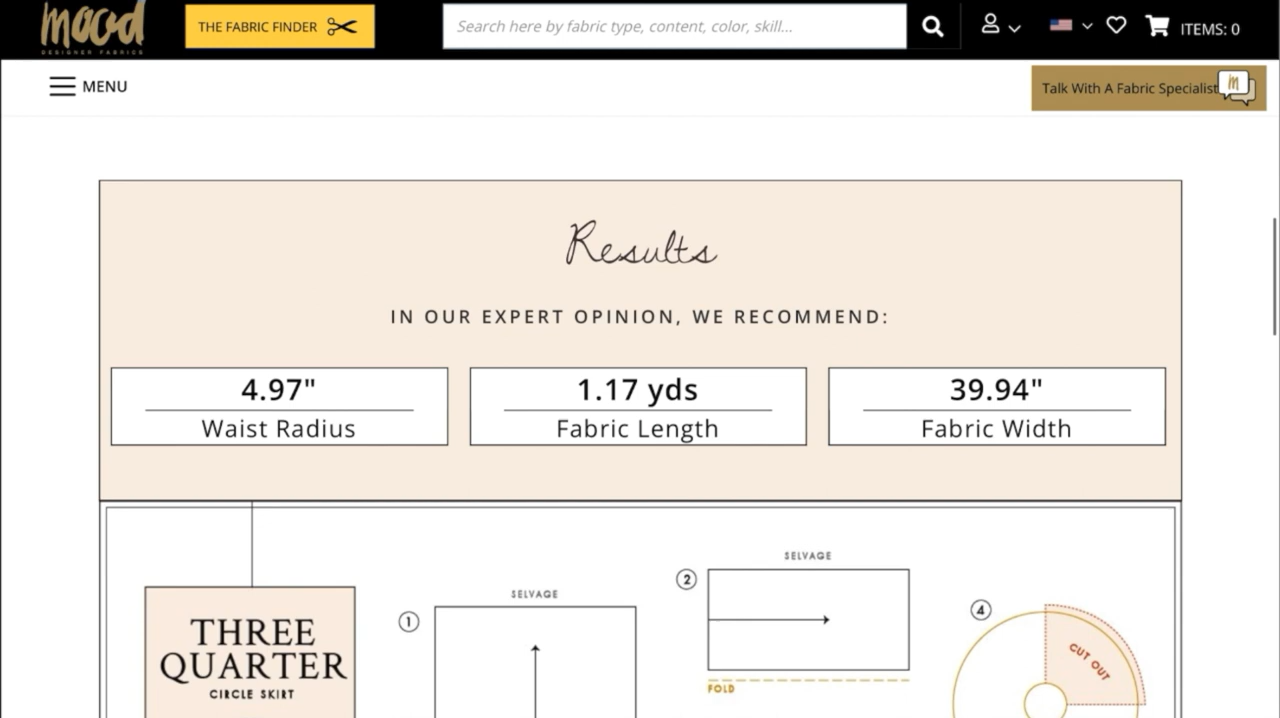 mood
DESIGNER FABRICS
THE FABRIC FINDER
Search here by fabric type, content, color, skill...
ITEMS: 0
MENU
Talk With A Fabric Specialist
m
Results
IN OUR EXPERT OPINION, WE RECOMMEND:
4.97"
Waist Radius
1.17 yds
Fabric Length
39.94"
Fabric Width
THREE
QUARTER
CIRCLE SKIRT
1
SELVAGE
2
SELVAGE
FOLD
4
CUT OUT